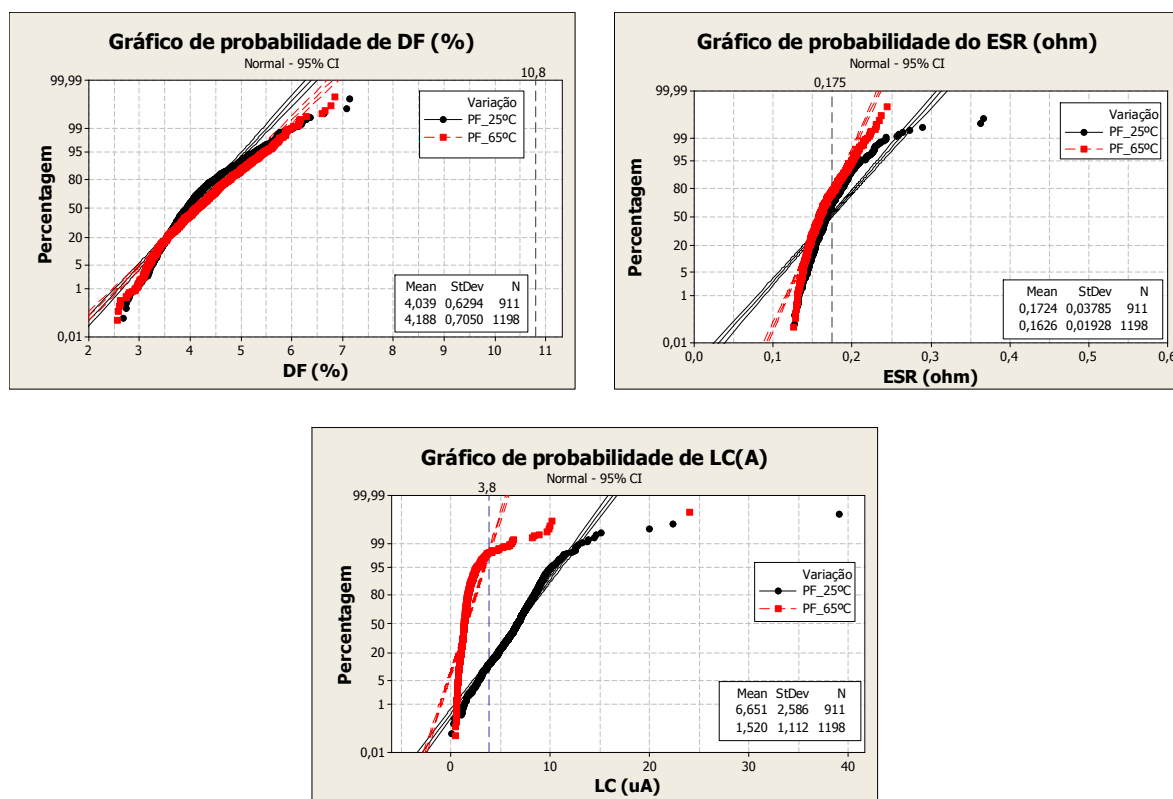 Gráfico de probabilidade de DF (%)
Normal - 95% CI
10,8
99,99
99
95
80
50
20
5
1
0,01
Percentagem
2 3 4 5 6 7 8 9 10 11
DF (%)
Variação
PF_25ºC
PF_65ºC
Mean StDev N
4,039 0,6294 911
4,188 0,7050 1198
Gráfico de probabilidade do ESR (ohm)
Normal - 95% CI
0,175
99,99
99
95
80
50
20
5
1
0,01
Percentagem
0,0 0,1 0,2 0,3 0,4 0,5 0,6
ESR (ohm)
Variação
PF_25ºC
PF_65ºC
Mean StDev N
0,1724 0,03785 911
0,1626 0,01928 1198
Gráfico de probabilidade de LC(A)
Normal - 95% CI
3,8
99,99
99
95
80
50
20
5
1
0,01
Percentagem
0 10 20 30 40
LC (uA)
Variação
PF_25ºC
PF_65ºC
Mean StDev N
6,651 2,586 911
1,520 1,112 1198